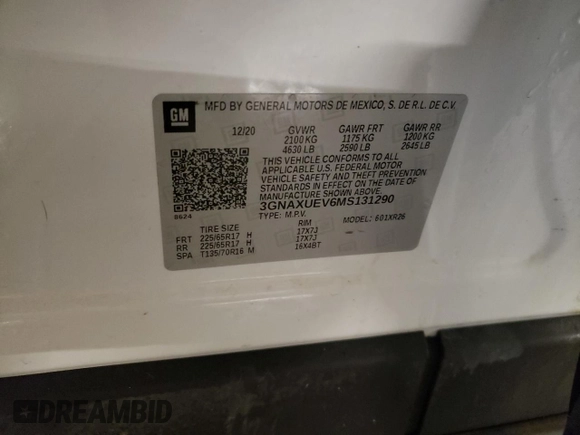 GM
MFD BY GENERAL MOTORS DE MEXICO, S. DE R.L. DE C.V.
12/20 GVWR GAWR FRT GAWR RR
2100 KG 1175 KG 1200 KG
4630 LB 2590 LB 2645 LB
THIS VEHICLE CONFORMS TO ALL
APPLICABLE U.S. FEDERAL MOTOR
VEHICLE SAFETY AND THEFT PREVENTION
STANDARDS IN EFFECT ON THE DATE OF
MANUFACTURE SHOWN ABOVE.
3GNAXUEV6MS131290
TYPE: M.P.V. MODEL: 601XR26
0624
TIRE SIZE RIM
FRT 225/65R17 H 17X7J
RR 225/65R17 H 17X7J
SPA T135/70R16 M 16X4BT
DREAMBID